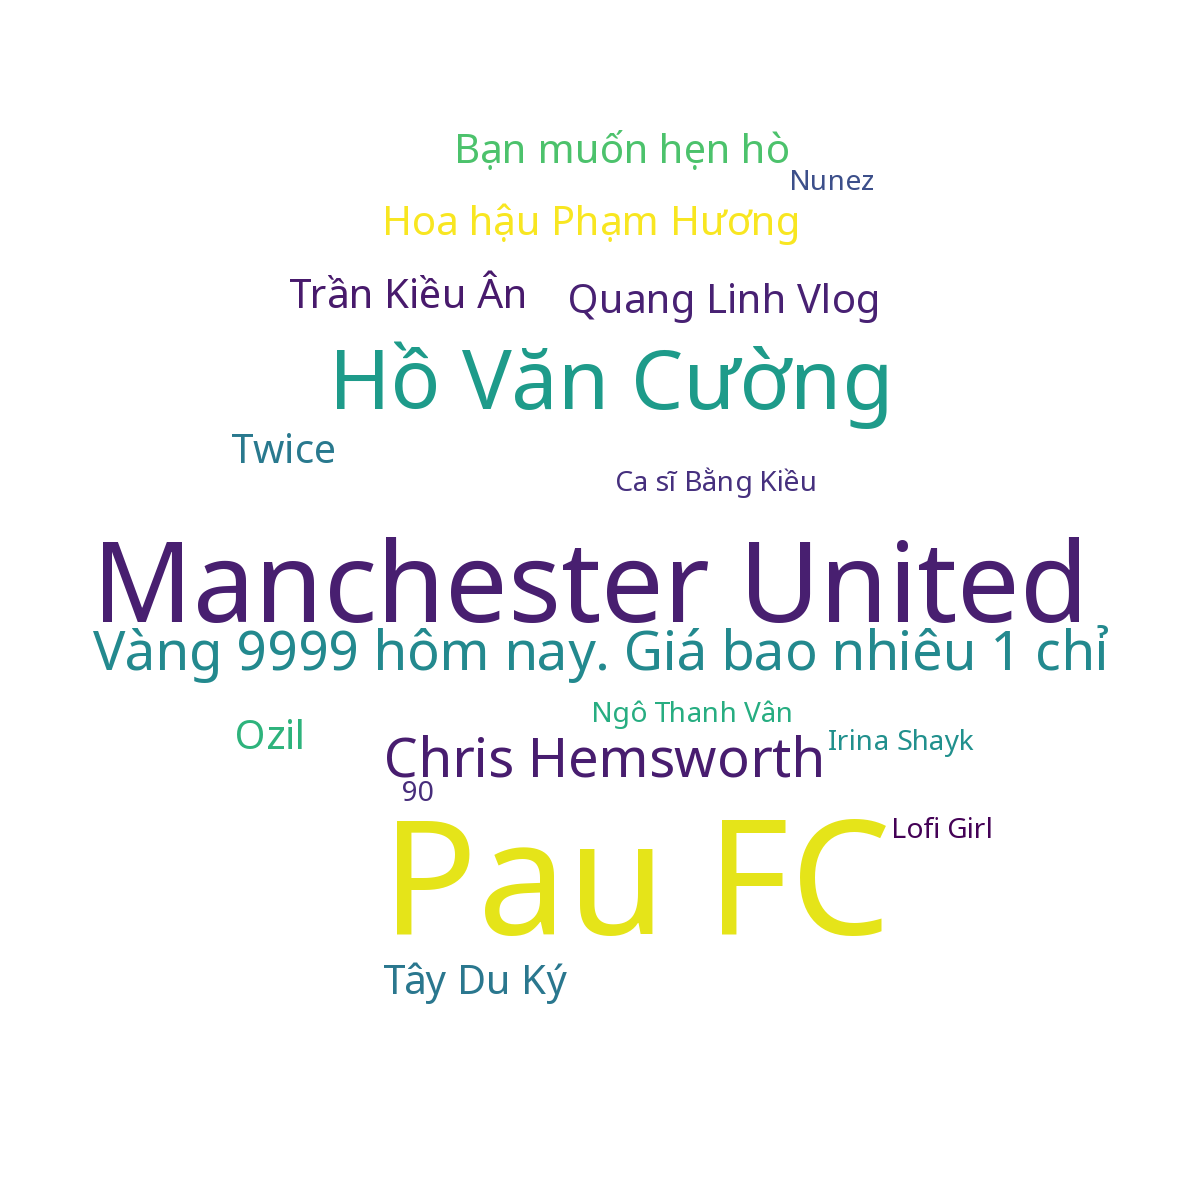 Bạn muốn hẹn hò
Nunez
Hoa hậu Phạm Hương
Trần Kiều Ân
Quang Linh Vlog
Hồ Văn Cường
Twice
Ca sĩ Bằng Kiều
Manchester United
Vàng 9999 hôm nay. Giá bao nhiêu 1 chỉ
Ngô Thanh Vân
Ozil
Irina Shayk
Chris Hemsworth
90
Lofi Girl
Pau FC
Tây Du Ký